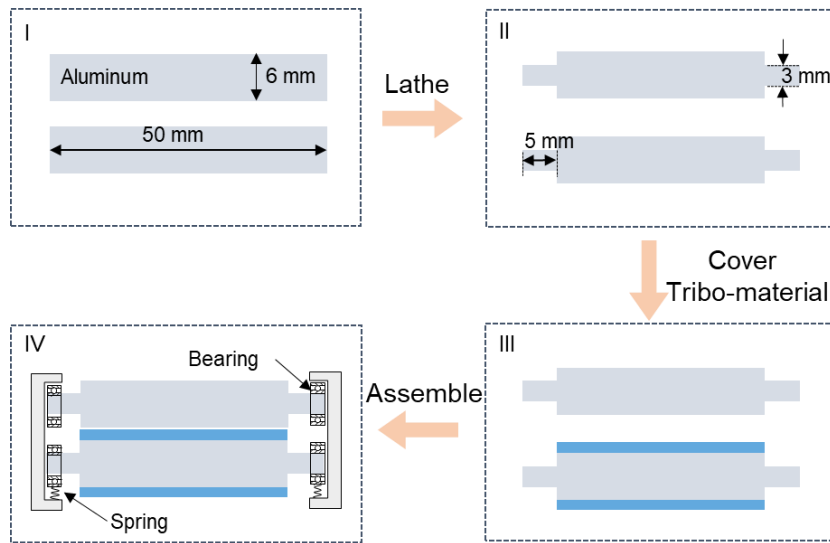 I
Aluminum
6 mm
50 mm
Lathe
II
3 mm
5 mm
Cover
Tribo-material
III
Assemble
IV
Bearing
Spring